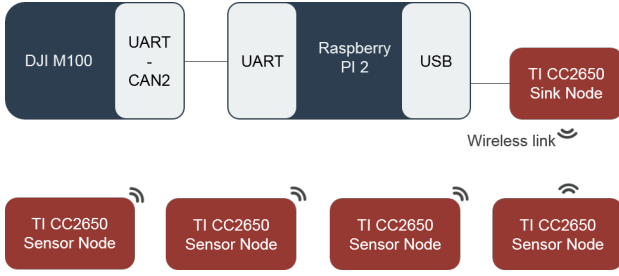 DJI M100
UART
-
CAN2
UART
Raspberry
PI 2
USB
TI CC2650
Sink Node
Wireless link
TI CC2650
Sensor Node
TI CC2650
Sensor Node
TI CC2650
Sensor Node
TI CC2650
Sensor Node